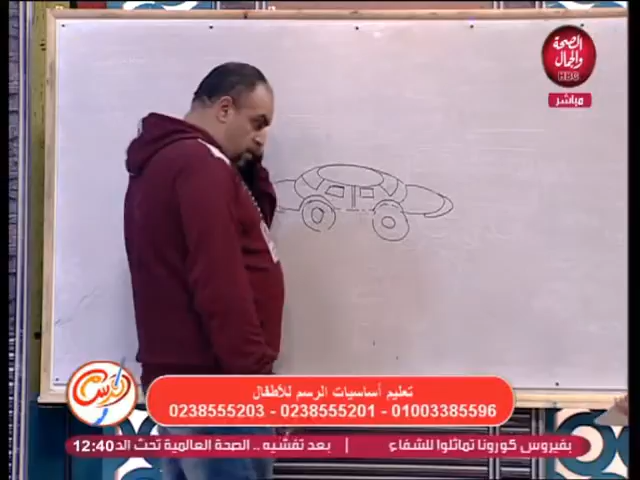 الصحة
والجمال
HBC
مباشر
تعليم أساسيات الرسم للأطفال
0238555203 - 0238555201 - 01003385596
12:40
بفيروس كورونا تماثلوا للشفاء | بعد تفشيه .. الصحة العالمية تحث الد